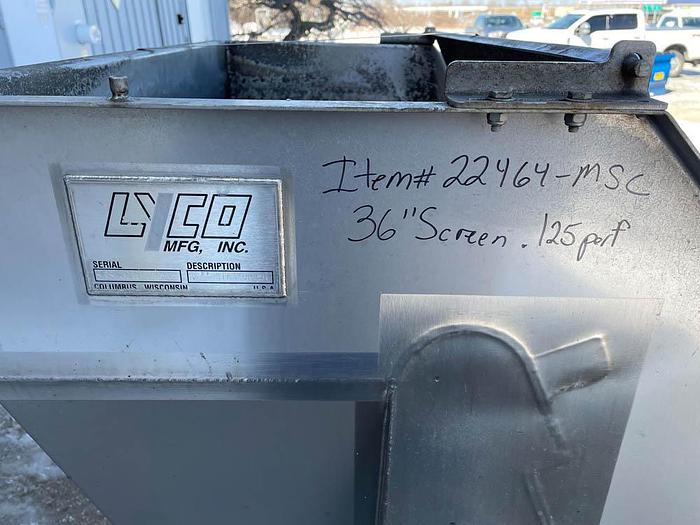 LYCO
MFG, INC.
SERIAL DESCRIPTION
COLUMBUS, WISCONSIN U.S.A.
Item# 22464-MSC
36" Screen .125 perf